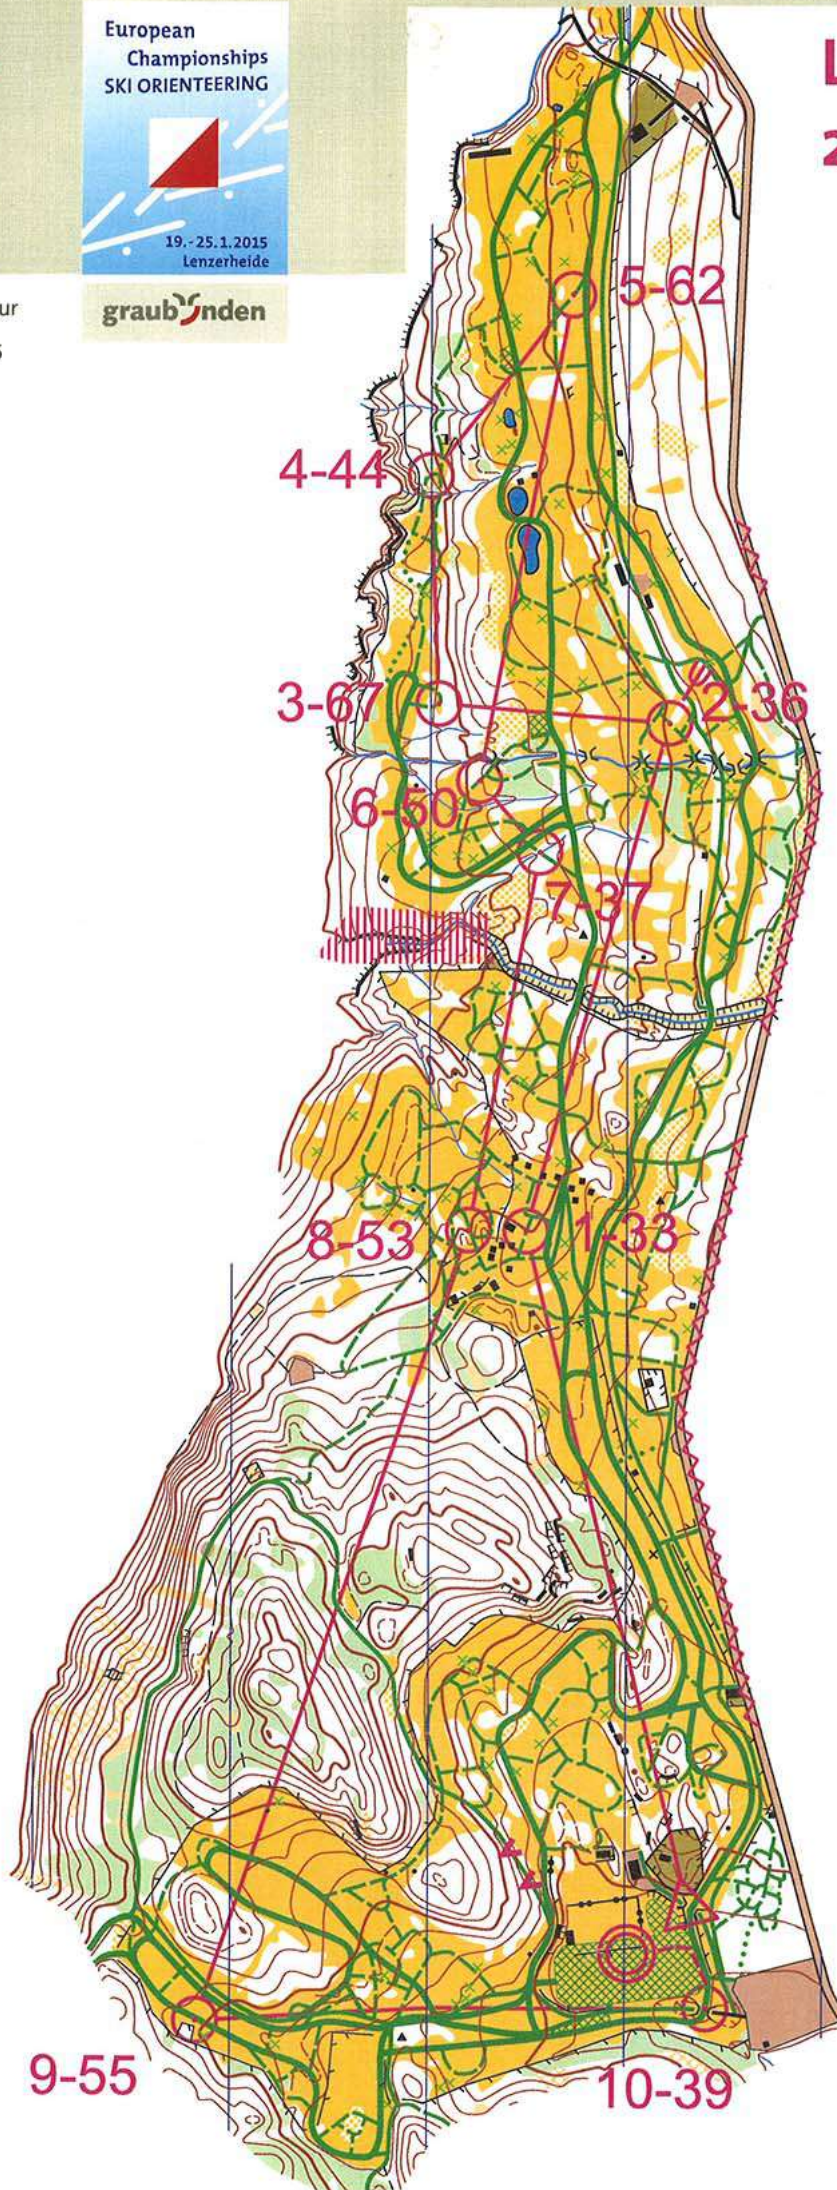 European
Championships
SKI ORIENTEERING
19.-25.1.2015
Lenzerheide
graubünden
5-62
4-44
3-67
2-36
6-50
7-37
8-53
1-33
9-55
10-39